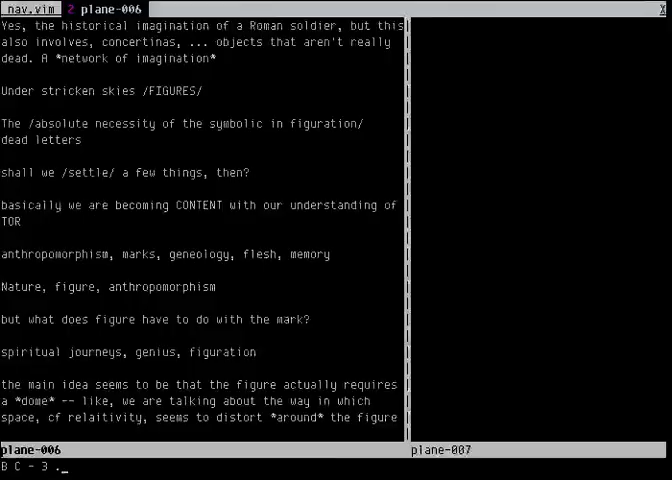 nav.vim 2 plane-006 X
Yes, the historical imagination of a Roman soldier, but this
also involves, concertinas, ... objects that aren't really
dead. A *network of imagination*
Under stricken skies /FIGURES/
The /absolute necessity of the symbolic in figuration/
dead letters
shall we /settle/ a few things, then?
basically we are becoming CONTENT with our understanding of
TOR
anthropomorphism, marks, geneology, flesh, memory
Nature, figure, anthropomorphism
but what does figure have to do with the mark?
spiritual journeys, genius, figuration
the main idea seems to be that the figure actually requires
a *dome* -- like, we are talking about the way in which
space, cf relaitivity, seems to distort *around* the figure
plane-006 plane-007
B C - 3 ._